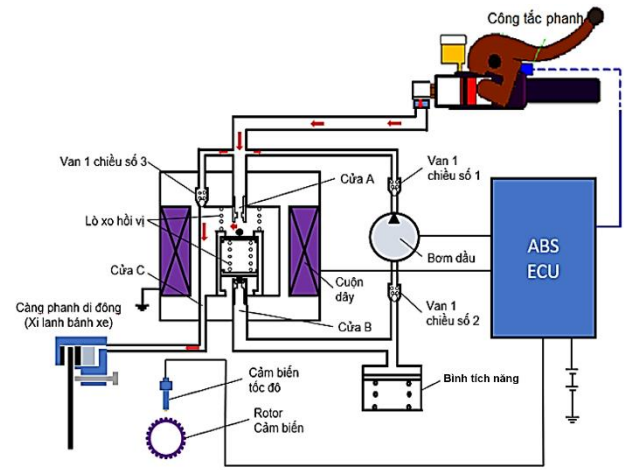 Công tắc phanh
Van 1 chiều số 3
Cửa A
Van 1
chiều số 1
Lò xo hồi vị
Bơm dầu
ABS
ECU
Cửa C
Cuộn
dây
Càng phanh di động
(Xi lanh bánh xe)
Cửa B
Van 1
chiều số 2
Cảm biến
tốc độ
Bình tích năng
Rotor
Cảm biến